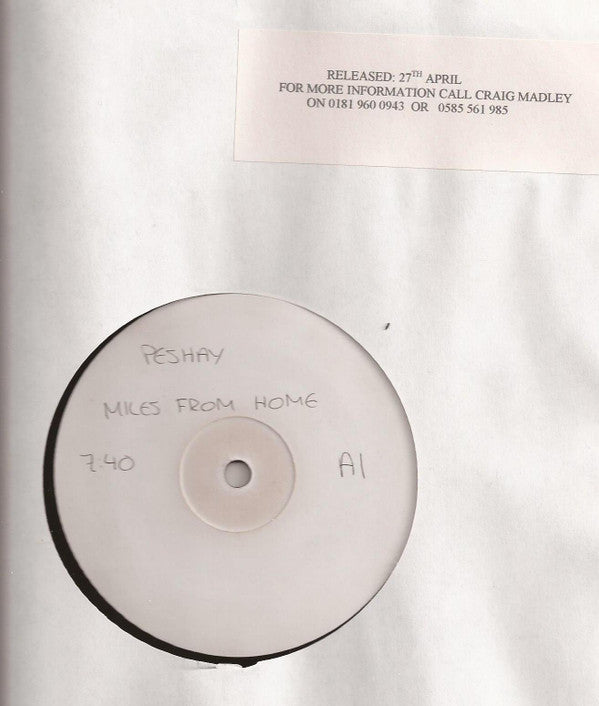 RELEASED: 27TH APRIL
FOR MORE INFORMATION CALL CRAIG MADLEY
ON 0181 960 0943 OR 0585 561 985
PESHAY
MILES FROM HOME
7:40
A1